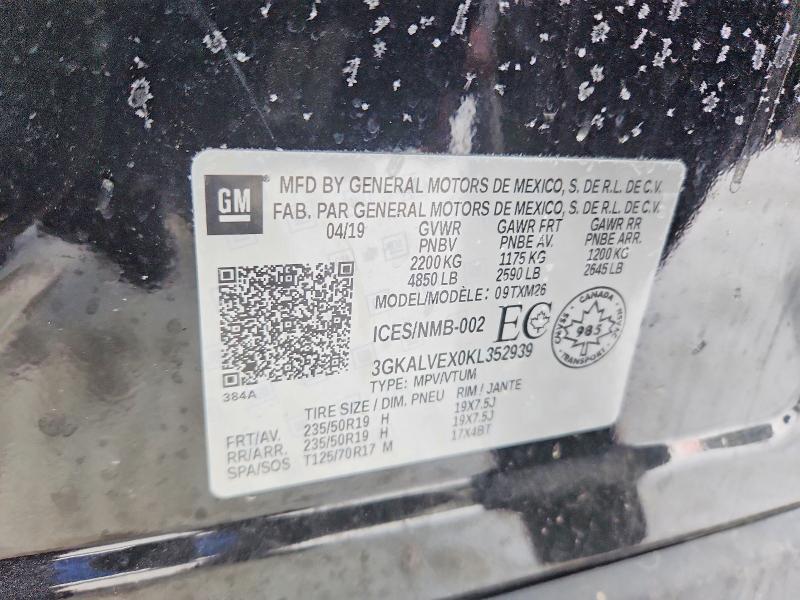 GM
MFD BY GENERAL MOTORS DE MEXICO, S. DE R.L. DE C.V.
FAB. PAR GENERAL MOTORS DE MEXICO, S. DE R.L. DE C.V.
04/19 GVWR GAWR FRT GAWR RR
PNBV PNBE AV. PNBE ARR.
2200 KG 1175 KG 1200 KG
4850 LB 2590 LB 2645 LB
MODEL/MODÈLE: 09TXM26
ICES/NMB-002 EC
CANADA
CMVSS 985 NSVAC
TRANSPORT
3GKALVEX0KL352939
TYPE: MPV/VTUM
384A
TIRE SIZE / DIM. PNEU RIM / JANTE
FRT/AV. 235/50R19 H 19X7.5J
RR/ARR. 235/50R19 H 19X7.5J
SPA/SOS T125/70R17 M 17X4BT